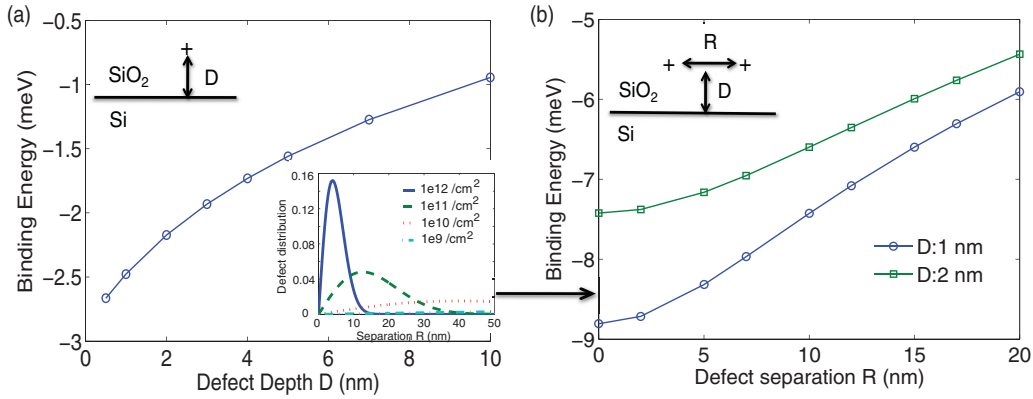 (a)
−0.5
−1
−1.5
−2
−2.5
−3
Binding Energy (meV)
+
SiO2
D
Si
0
2
4
6
8
10
Defect Depth D (nm)
0.16
0.12
0.08
0.04
0
Defect distribution
1e12 /cm2
1e11 /cm2
1e10 /cm2
1e9 /cm2
0
10
20
30
40
50
Separation R (nm)
(b)
−5
−6
−7
−8
−9
Binding Energy (meV)
R
+ +
SiO2
D
Si
D:1 nm
D:2 nm
0
5
10
15
20
Defect separation R (nm)